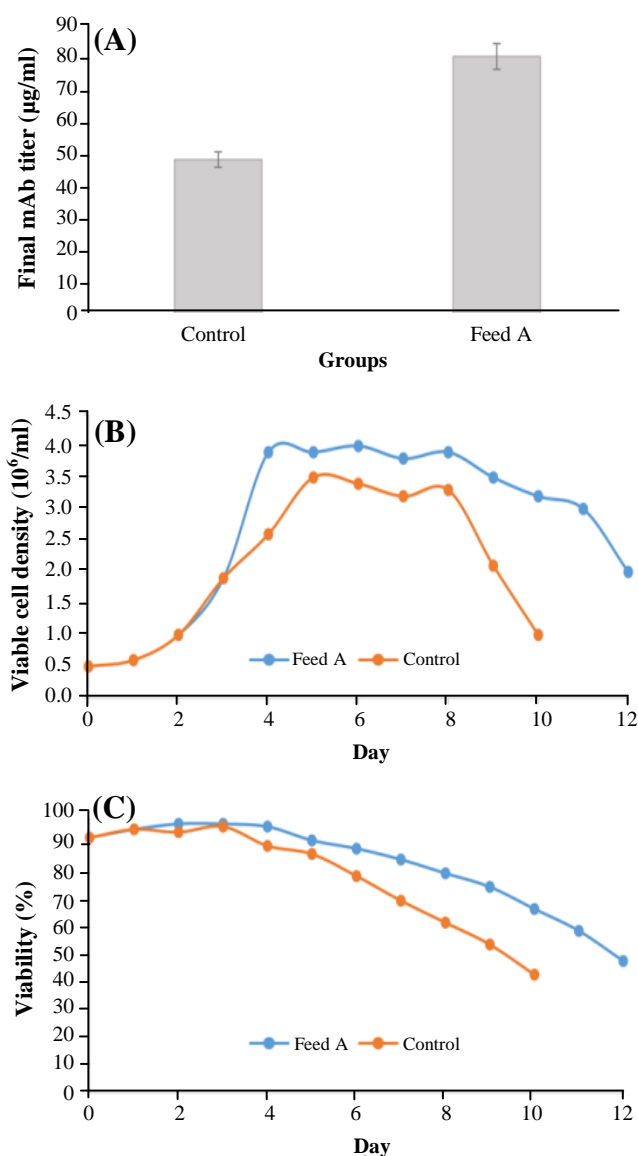 (A)
Final mAb titer (µg/ml)
90
80
70
60
50
40
30
20
10
0
Control Feed A
Groups
(B)
Viable cell density (10⁶/ml)
4.5
4.0
3.5
3.0
2.5
2.0
1.5
1.0
0.5
0.0
Feed A Control
0 2 4 6 8 10 12
Day
(C)
Viability (%)
100
90
80
70
60
50
40
30
20
10
0
Feed A Control
0 2 4 6 8 10 12
Day